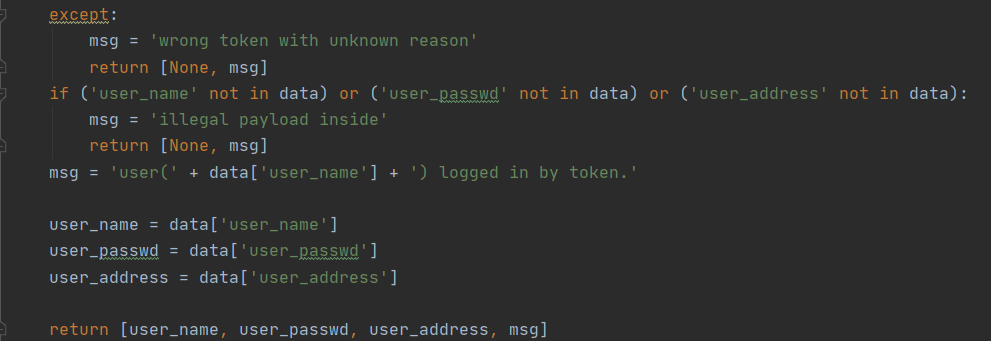 except:
msg = 'wrong token with unknown reason'
return [None, msg]
if ('user_name' not in data) or ('user_passwd' not in data) or ('user_address' not in data):
msg = 'illegal payload inside'
return [None, msg]
msg = 'user(' + data['user_name'] + ') logged in by token.'
user_name = data['user_name']
user_passwd = data['user_passwd']
user_address = data['user_address']
return [user_name, user_passwd, user_address, msg]